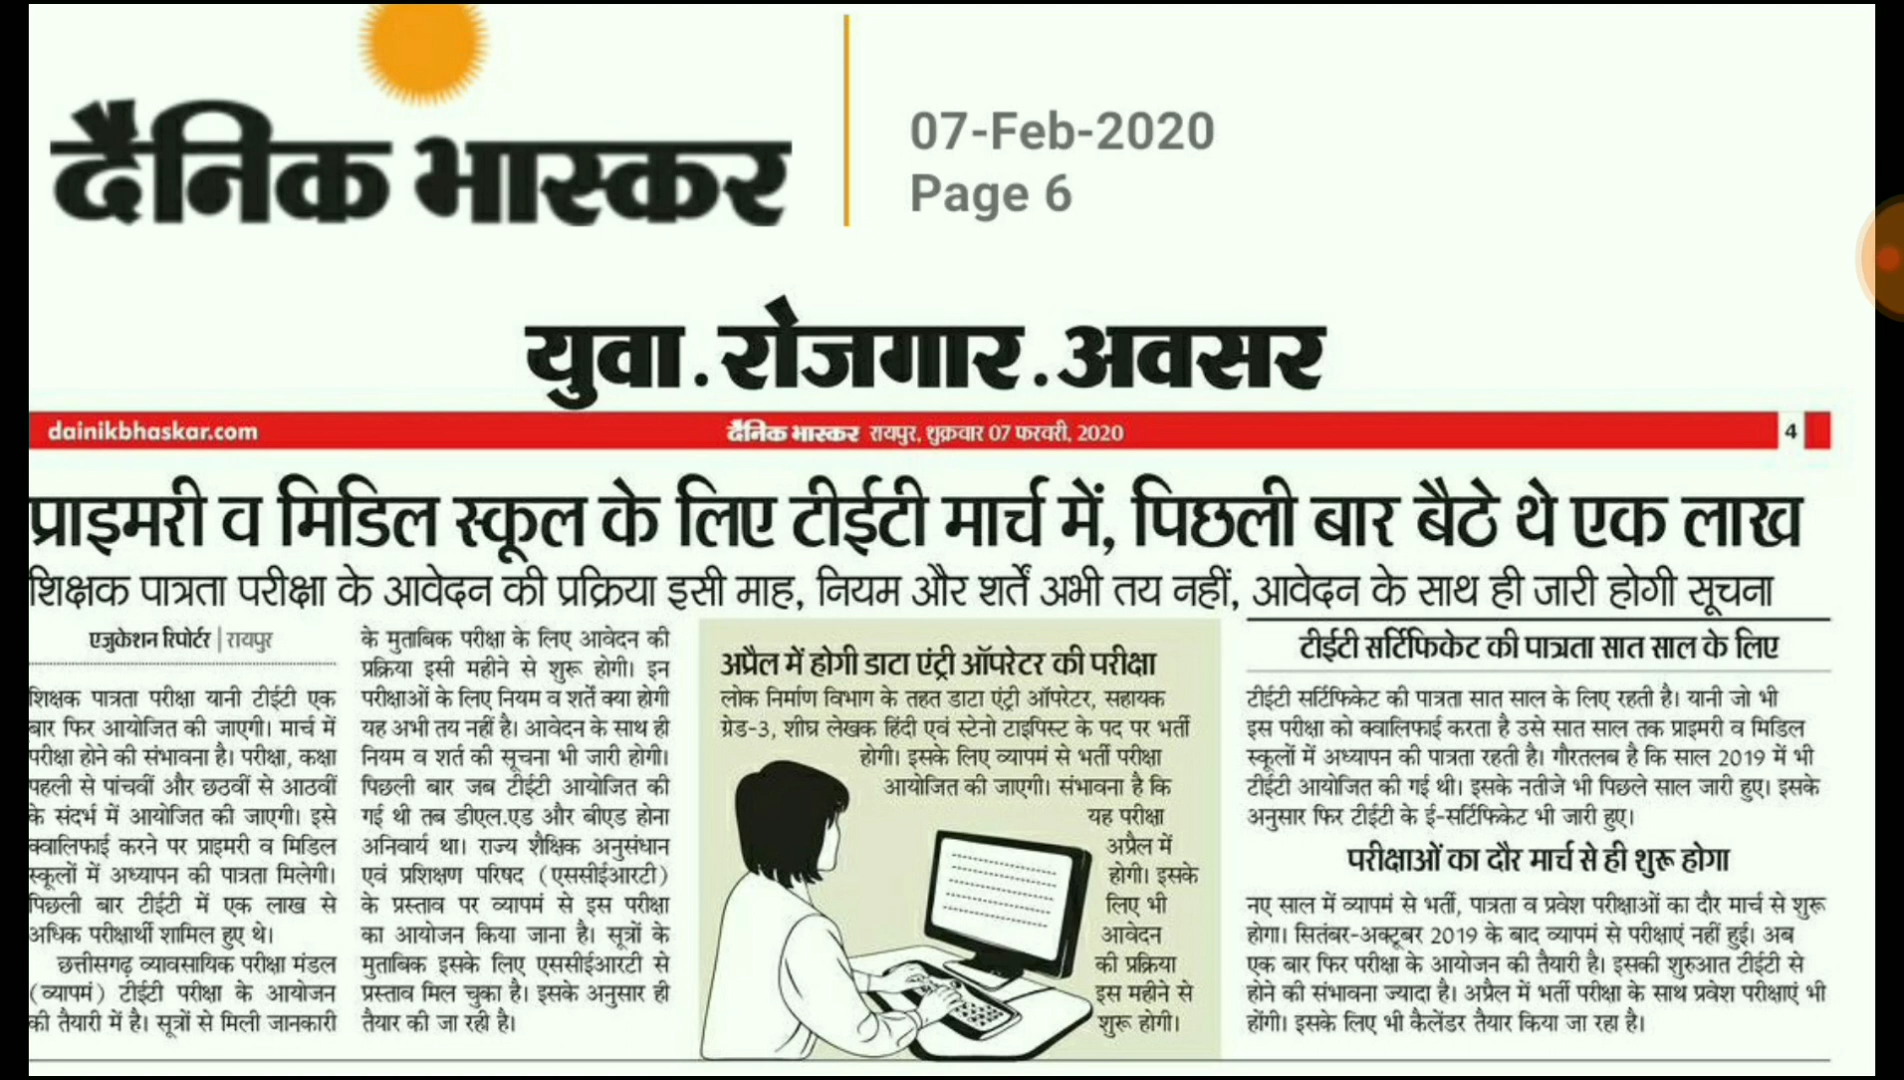 दैनिक भास्कर
07-Feb-2020
Page 6
युवा . रोजगार . अवसर
dainikbhaskar.com
दैनिक भास्कर रायपुर, शुक्रवार 07 फरवरी, 2020
4
प्राइमरी व मिडिल स्कूल के लिए टीईटी मार्च में, पिछली बार बैठे थे एक लाख
शिक्षक पात्रता परीक्षा के आवेदन की प्रक्रिया इसी माह, नियम और शर्तें अभी तय नहीं, आवेदन के साथ ही जारी होगी सूचना
एजुकेशन रिपोर्टर | रायपुर
शिक्षक पात्रता परीक्षा यानी टीईटी एक
बार फिर आयोजित की जाएगी। मार्च में
परीक्षा होने की संभावना है। परीक्षा, कक्षा
पहली से पांचवीं और छठवीं से आठवीं
के संदर्भ में आयोजित की जाएगी। इसे
क्वालिफाई करने पर प्राइमरी व मिडिल
स्कूलों में अध्यापन की पात्रता मिलेगी।
पिछली बार टीईटी में एक लाख से
अधिक परीक्षार्थी शामिल हुए थे।
छत्तीसगढ़ व्यावसायिक परीक्षा मंडल
(व्यापमं) टीईटी परीक्षा के आयोजन
की तैयारी में है। सूत्रों से मिली जानकारी
के मुताबिक परीक्षा के लिए आवेदन की
प्रक्रिया इसी महीने से शुरू होगी। इन
परीक्षाओं के लिए नियम व शर्ते क्या होगी
यह अभी तय नहीं है। आवेदन के साथ ही
नियम व शर्त की सूचना भी जारी होगी।
पिछली बार जब टीईटी आयोजित की
गई थी तब डीएल.एड और बीएड होना
अनिवार्य था। राज्य शैक्षिक अनुसंधान
एवं प्रशिक्षण परिषद (एससीईआरटी)
के प्रस्ताव पर व्यापमं से इस परीक्षा
का आयोजन किया जाना है। सूत्रों के
मुताबिक इसके लिए एससीईआरटी से
प्रस्ताव मिल चुका है। इसके अनुसार ही
तैयार की जा रही है।
अप्रैल में होगी डाटा एंट्री ऑपरेटर की परीक्षा
लोक निर्माण विभाग के तहत डाटा एंट्री ऑपरेटर, सहायक
ग्रेड-3, शीघ्र लेखक हिंदी एवं स्टेनो टाइपिस्ट के पद पर भर्ती
होगी। इसके लिए व्यापमं से भर्ती परीक्षा
आयोजित की जाएगी। संभावना है कि
यह परीक्षा
अप्रैल में
होगी। इसके
लिए भी
आवेदन
की प्रक्रिया
इस महीने से
शुरू होगी।
टीईटी सर्टिफिकेट की पात्रता सात साल के लिए
टीईटी सर्टिफिकेट की पात्रता सात साल के लिए रहती है। यानी जो भी
इस परीक्षा को क्वालिफाई करता है उसे सात साल तक प्राइमरी व मिडिल
स्कूलों में अध्यापन की पात्रता रहती है। गौरतलब है कि साल 2019 में भी
टीईटी आयोजित की गई थी। इसके नतीजे भी पिछले साल जारी हुए। इसके
अनुसार फिर टीईटी के ई-सर्टिफिकेट भी जारी हुए।
परीक्षाओं का दौर मार्च से ही शुरू होगा
नए साल में व्यापमं से भर्ती, पात्रता व प्रवेश परीक्षाओं का दौर मार्च से शुरू
होगा। सितंबर-अक्टूबर 2019 के बाद व्यापमं से परीक्षाएं नहीं हुई। अब
एक बार फिर परीक्षा के आयोजन की तैयारी है। इसकी शुरुआत टीईटी से
होने की संभावना ज्यादा है। अप्रैल में भर्ती परीक्षा के साथ प्रवेश परीक्षाएं भी
होंगी। इसके लिए भी कैलेंडर तैयार किया जा रहा है।